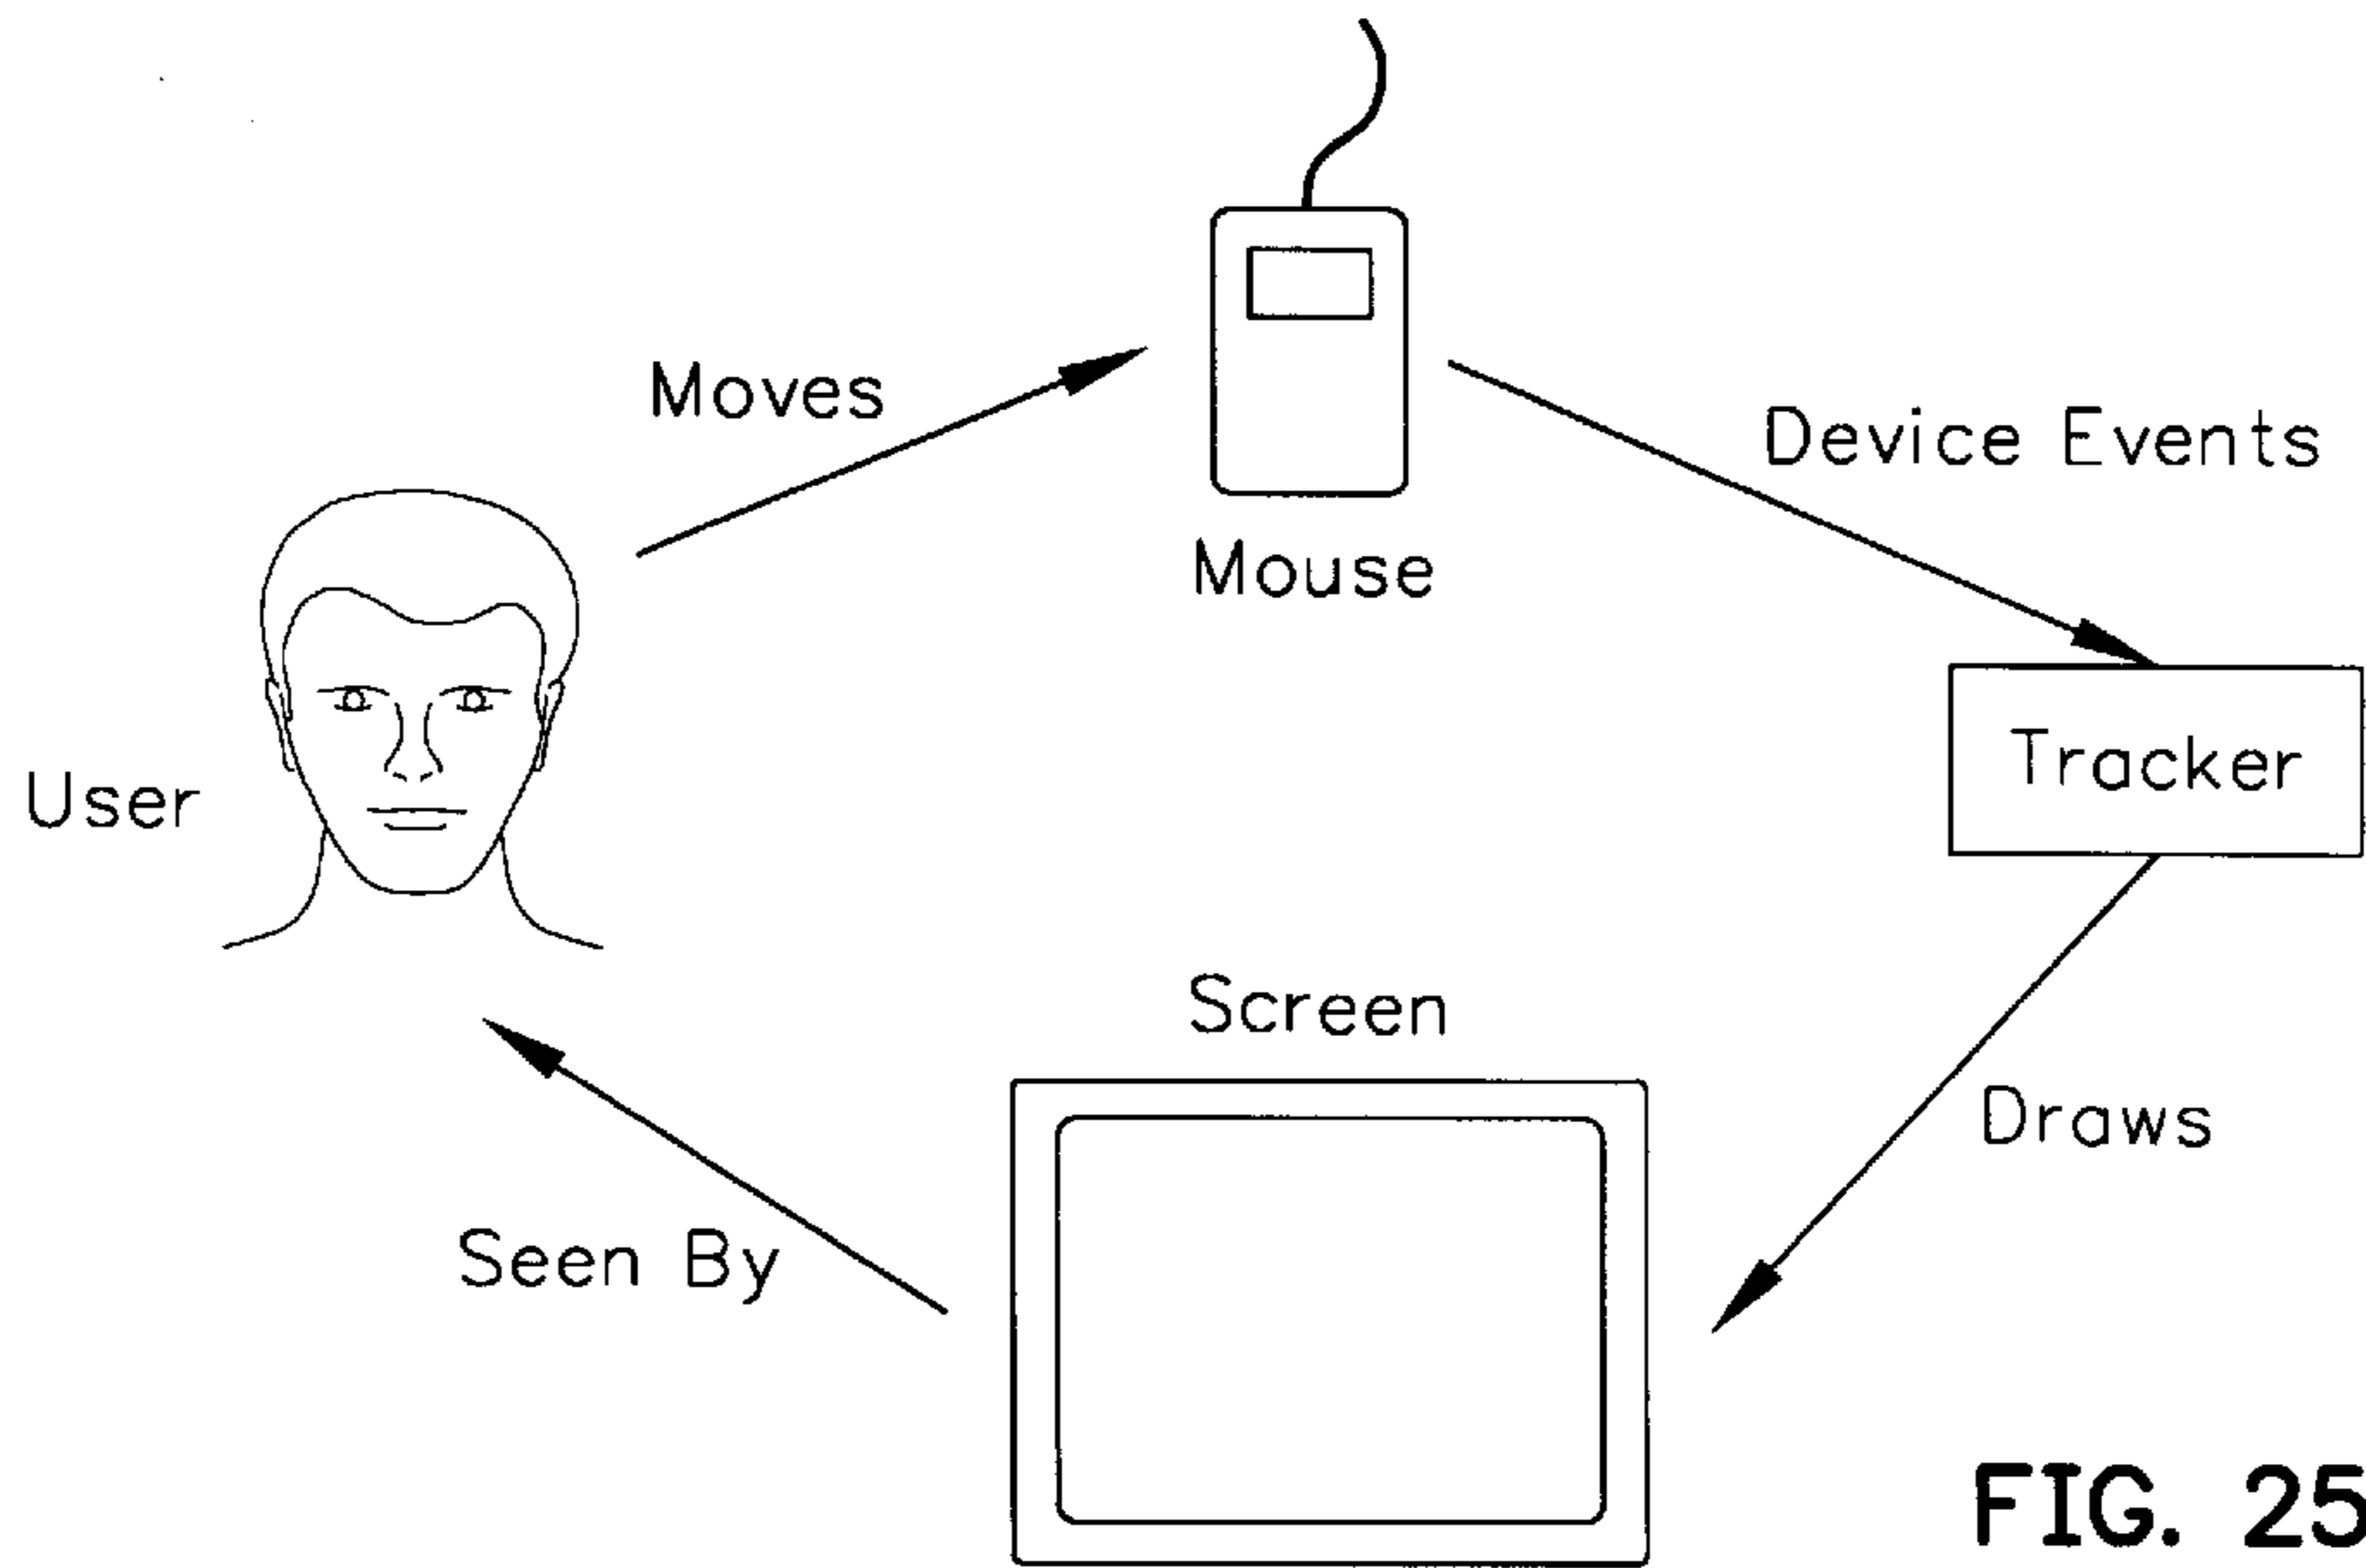 Moves
Device Events
Mouse
Tracker
User
Screen
Draws
Seen By
FIG. 25